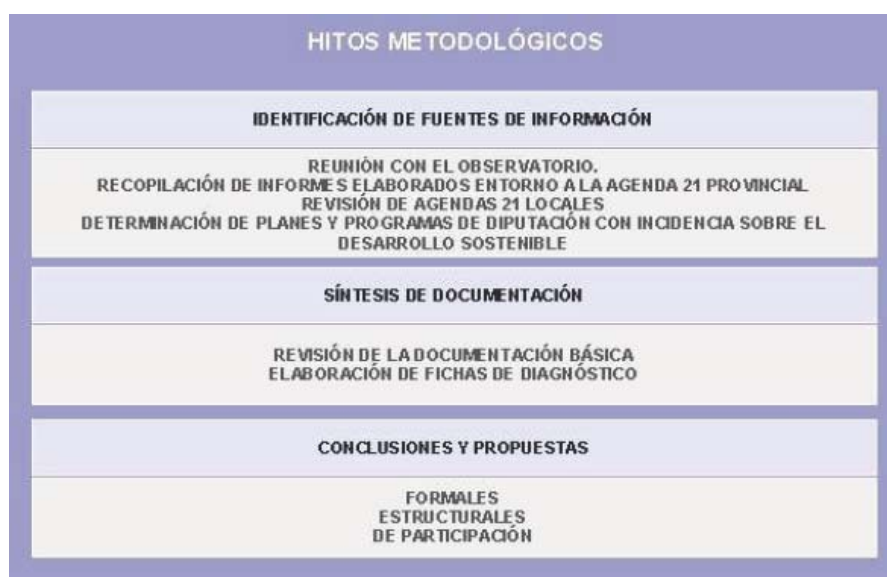 HITOS METODOLÓGICOS
IDENTIFICACIÓN DE FUENTES DE INFORMACIÓN
REUNIÓN CON EL OBSERVATORIO.
RECOPILACIÓN DE INFORMES ELABORADOS ENTORNO A LA AGENDA 21 PROVINCIAL
REVISIÓN DE AGENDAS 21 LOCALES
DETERMINACIÓN DE PLANES Y PROGRAMAS DE DIPUTACIÓN CON INCIDENCIA SOBRE EL
DESARROLLO SOSTENIBLE
SÍNTESIS DE DOCUMENTACIÓN
REVISIÓN DE LA DOCUMENTACIÓN BÁSICA
ELABORACIÓN DE FICHAS DE DIAGNÓSTICO
CONCLUSIONES Y PROPUESTAS
FORMALES
ESTRUCTURALES
DE PARTICIPACIÓN